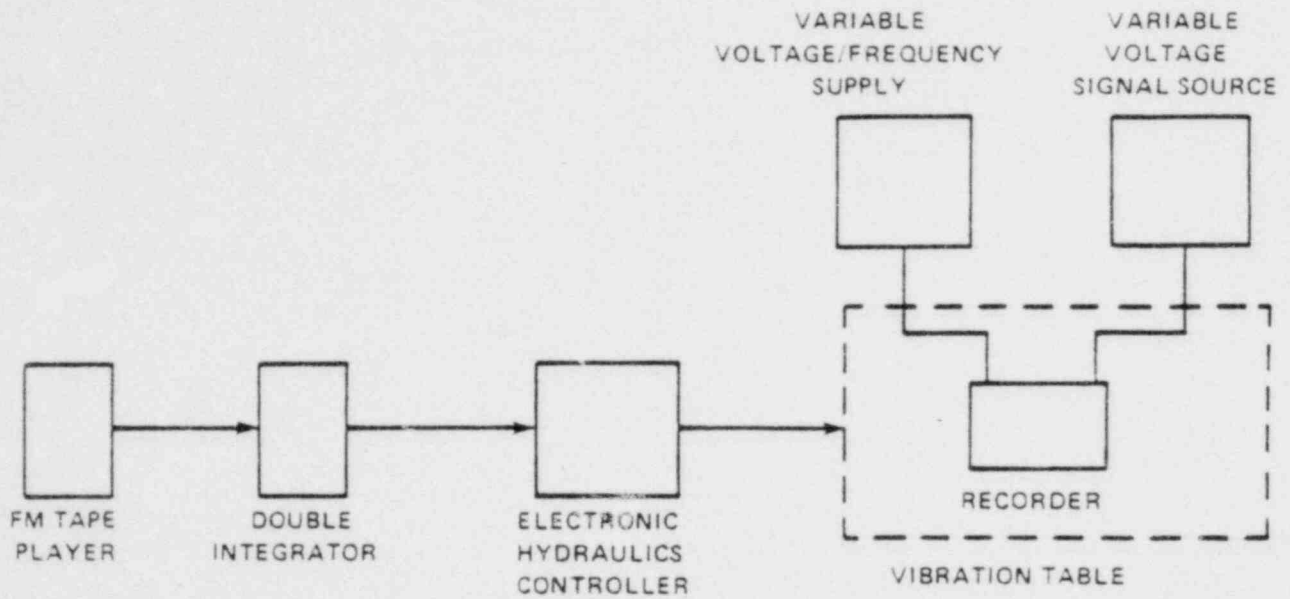 VARIABLE
VOLTAGE/FREQUENCY
SUPPLY
VARIABLE
VOLTAGE
SIGNAL SOURCE
FM TAPE
PLAYER
DOUBLE
INTEGRATOR
ELECTRONIC
HYDRAULICS
CONTROLLER
RECORDER
VIBRATION TABLE